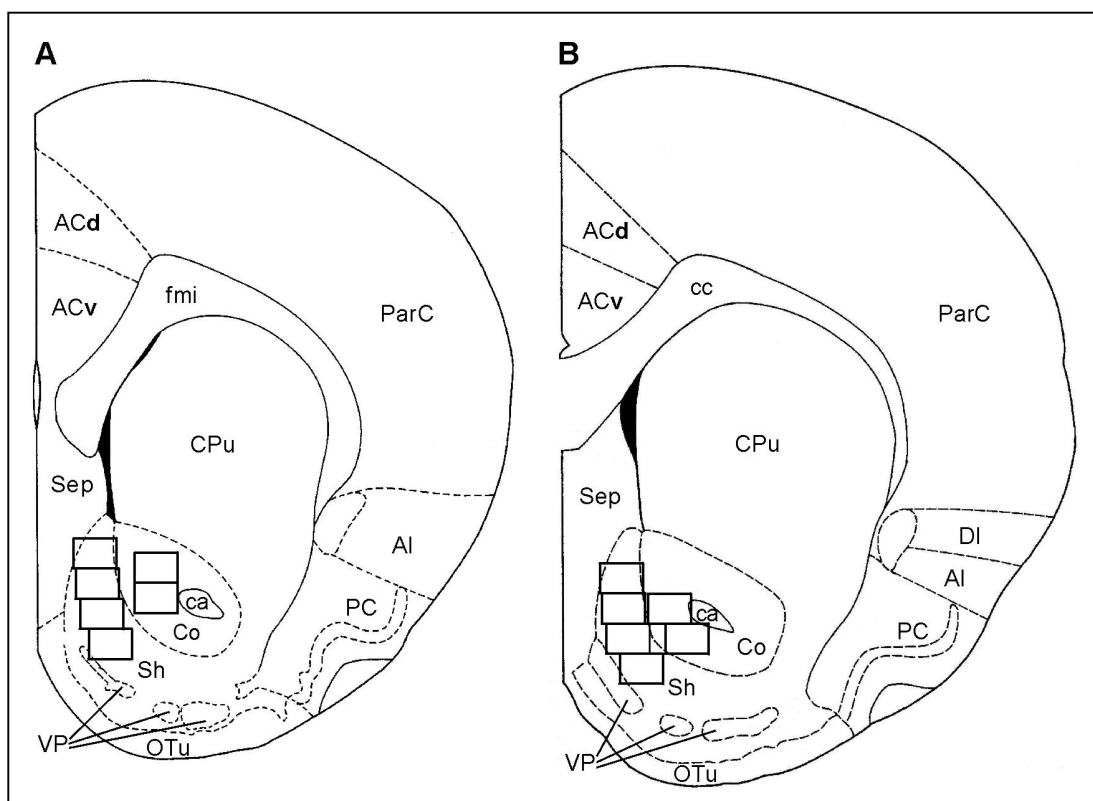 A
ACd
ACv
fmi
ParC
CPu
Sep
AI
ca
PC
Co
Sh
VP
OTu
B
ACd
ACv
cc
ParC
CPu
Sep
DI
AI
ca
PC
Co
Sh
VP
OTu